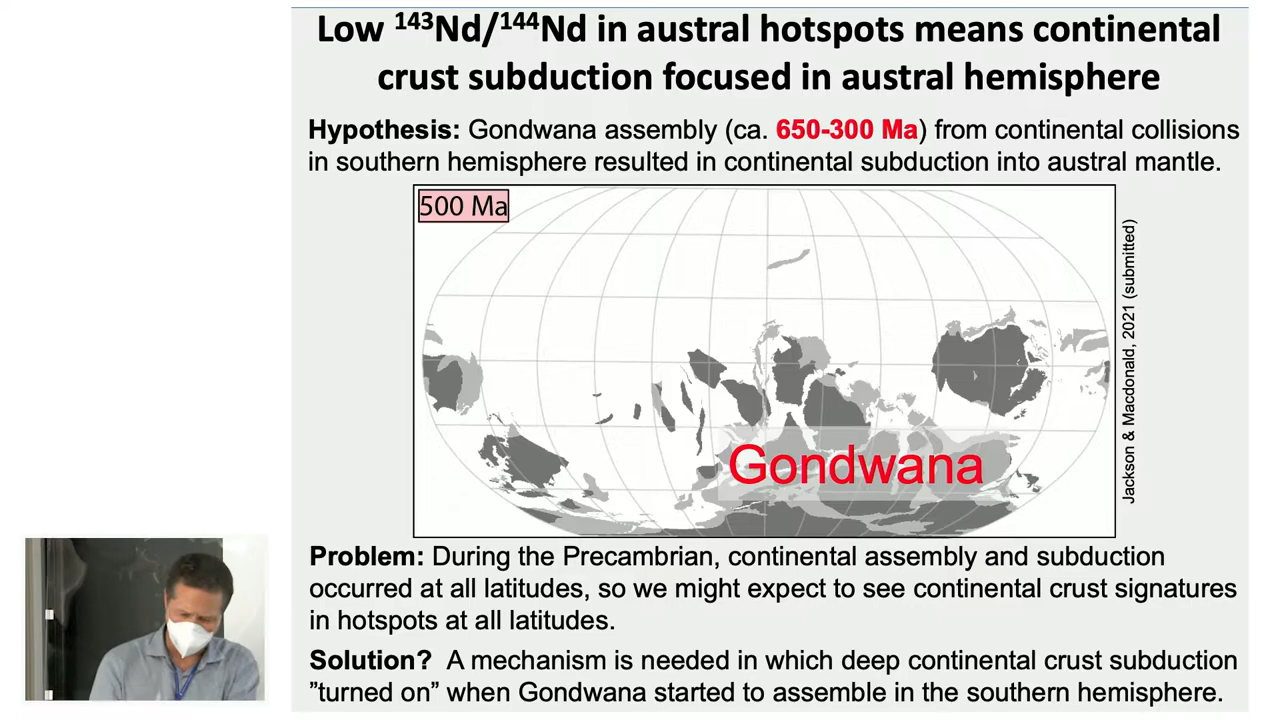 Low ¹⁴³Nd/¹⁴⁴Nd in austral hotspots means continental
crust subduction focused in austral hemisphere
Hypothesis: Gondwana assembly (ca. 650-300 Ma) from continental collisions
in southern hemisphere resulted in continental subduction into austral mantle.
500 Ma
Gondwana
Jackson & Macdonald, 2021 (submitted)
Problem: During the Precambrian, continental assembly and subduction
occurred at all latitudes, so we might expect to see continental crust signatures
in hotspots at all latitudes.
Solution? A mechanism is needed in which deep continental crust subduction
”turned on” when Gondwana started to assemble in the southern hemisphere.